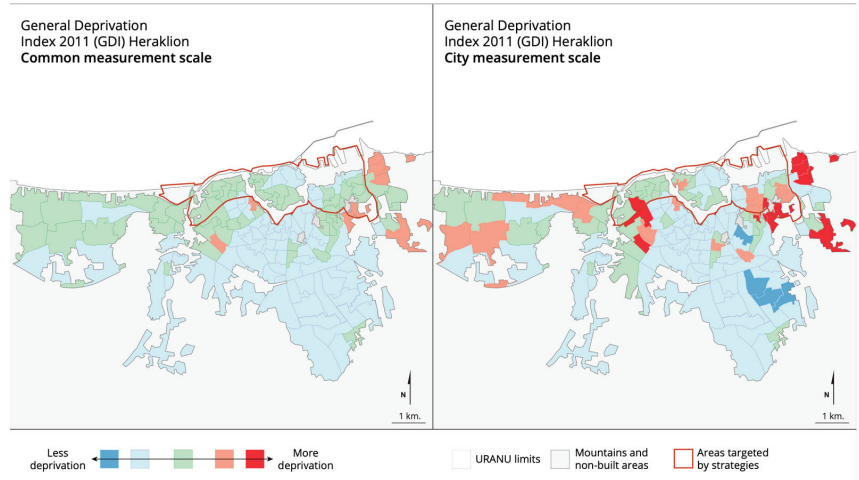 General Deprivation
Index 2011 (GDI) Heraklion
Common measurement scale
N
1 km.
General Deprivation
Index 2011 (GDI) Heraklion
City measurement scale
N
1 km.
Less
deprivation
More
deprivation
URANU limits
Mountains and
non-built areas
Areas targeted
by strategies